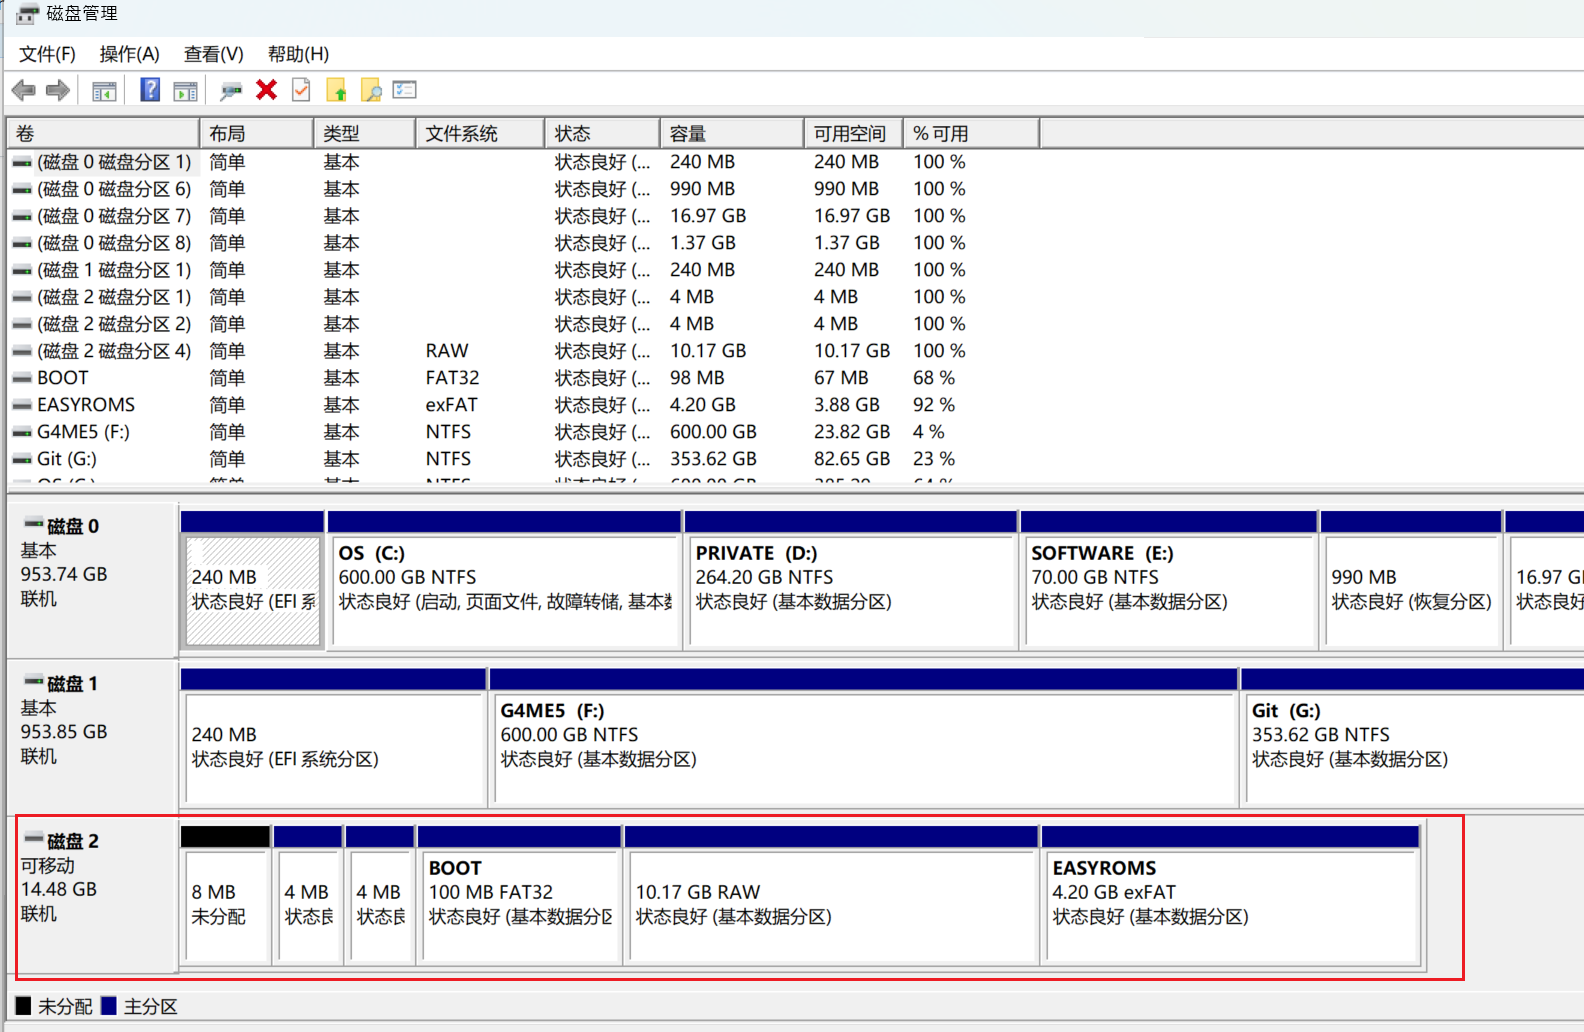 磁盘管理
文件(F) 操作(A) 查看(V) 帮助(H)
卷 布局 类型 文件系统 状态 容量 可用空间 % 可用
(磁盘 0 磁盘分区 1) 简单 基本 状态良好 (... 240 MB 240 MB 100 %
(磁盘 0 磁盘分区 6) 简单 基本 状态良好 (... 990 MB 990 MB 100 %
(磁盘 0 磁盘分区 7) 简单 基本 状态良好 (... 16.97 GB 16.97 GB 100 %
(磁盘 0 磁盘分区 8) 简单 基本 状态良好 (... 1.37 GB 1.37 GB 100 %
(磁盘 1 磁盘分区 1) 简单 基本 状态良好 (... 240 MB 240 MB 100 %
(磁盘 2 磁盘分区 1) 简单 基本 状态良好 (... 4 MB 4 MB 100 %
(磁盘 2 磁盘分区 2) 简单 基本 状态良好 (... 4 MB 4 MB 100 %
(磁盘 2 磁盘分区 4) 简单 基本 RAW 状态良好 (... 10.17 GB 10.17 GB 100 %
BOOT 简单 基本 FAT32 状态良好 (... 98 MB 67 MB 68 %
EASYROMS 简单 基本 exFAT 状态良好 (... 4.20 GB 3.88 GB 92 %
G4ME5 (F:) 简单 基本 NTFS 状态良好 (... 600.00 GB 23.82 GB 4 %
Git (G:) 简单 基本 NTFS 状态良好 (... 353.62 GB 82.65 GB 23 %
磁盘 0
基本
953.74 GB
联机
240 MB
状态良好 (EFI 系
OS (C:)
600.00 GB NTFS
状态良好 (启动, 页面文件, 故障转储, 基本
PRIVATE (D:)
264.20 GB NTFS
状态良好 (基本数据分区)
SOFTWARE (E:)
70.00 GB NTFS
状态良好 (基本数据分区)
990 MB
状态良好 (恢复分区)
16.97 G
状态良好
磁盘 1
基本
953.85 GB
联机
240 MB
状态良好 (EFI 系统分区)
G4ME5 (F:)
600.00 GB NTFS
状态良好 (基本数据分区)
Git (G:)
353.62 GB NTFS
状态良好 (基本数据分区)
磁盘 2
可移动
14.48 GB
联机
8 MB
未分配
4 MB
状态良
4 MB
状态良
BOOT
100 MB FAT32
状态良好 (基本数据分区
10.17 GB RAW
状态良好 (基本数据分区)
EASYROMS
4.20 GB exFAT
状态良好 (基本数据分区)
未分配 主分区